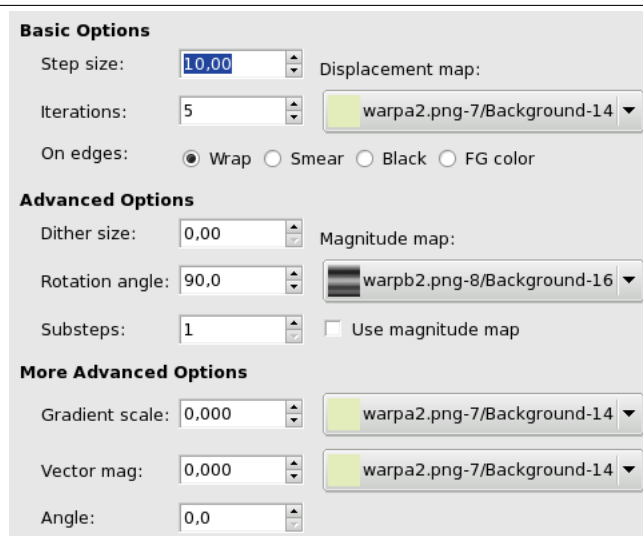 Basic Options
Step size: 10,00
Displacement map:
Iterations: 5 warpa2.png-7/Background-14
On edges: Wrap Smear Black FG color
Advanced Options
Dither size: 0,00
Magnitude map:
Rotation angle: 90,0 warpb2.png-8/Background-16
Substeps: 1 Use magnitude map
More Advanced Options
Gradient scale: 0,000 warpa2.png-7/Background-14
Vector mag: 0,000 warpa2.png-7/Background-14
Angle: 0,0